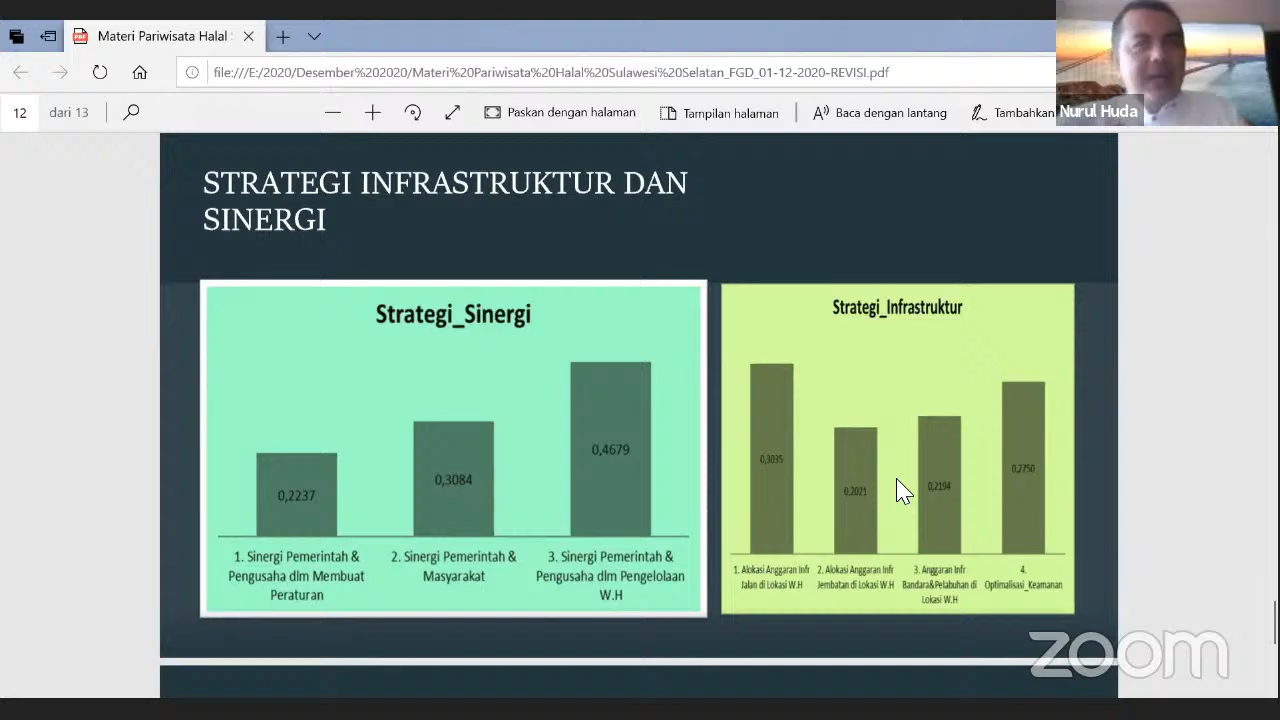 Materi Pariwisata Halal
file:///E:/2020/Desember%202020/Materi%20Pariwisata%20Halal%20Sulawesi%20Selatan_FGD_01-12-2020-REVISI.pdf
12 dari 13
Paskan dengan halaman
Tampilan halaman
Baca dengan lantang
Tambahkan
Nurul Huda
STRATEGI INFRASTRUKTUR DAN
SINERGI
Strategi_Sinergi
0,2237
0,3084
0,4679
1. Sinergi Pemerintah &
Pengusaha dlm Membuat
Peraturan
2. Sinergi Pemerintah &
Masyarakat
3. Sinergi Pemerintah &
Pengusaha dlm Pengelolaan
W.H
Strategi_Infrastruktur
0,3035
0,2021
0,2194
0,2750
1. Alokasi Anggaran Infr
Jalan di Lokasi W.H
2. Alokasi Anggaran Infr
Jembatan di Lokasi W.H
3. Anggaran Infr
Bandara&Pelabuhan di
Lokasi W.H
4.
Optimalisasi_Keamanan
zoom